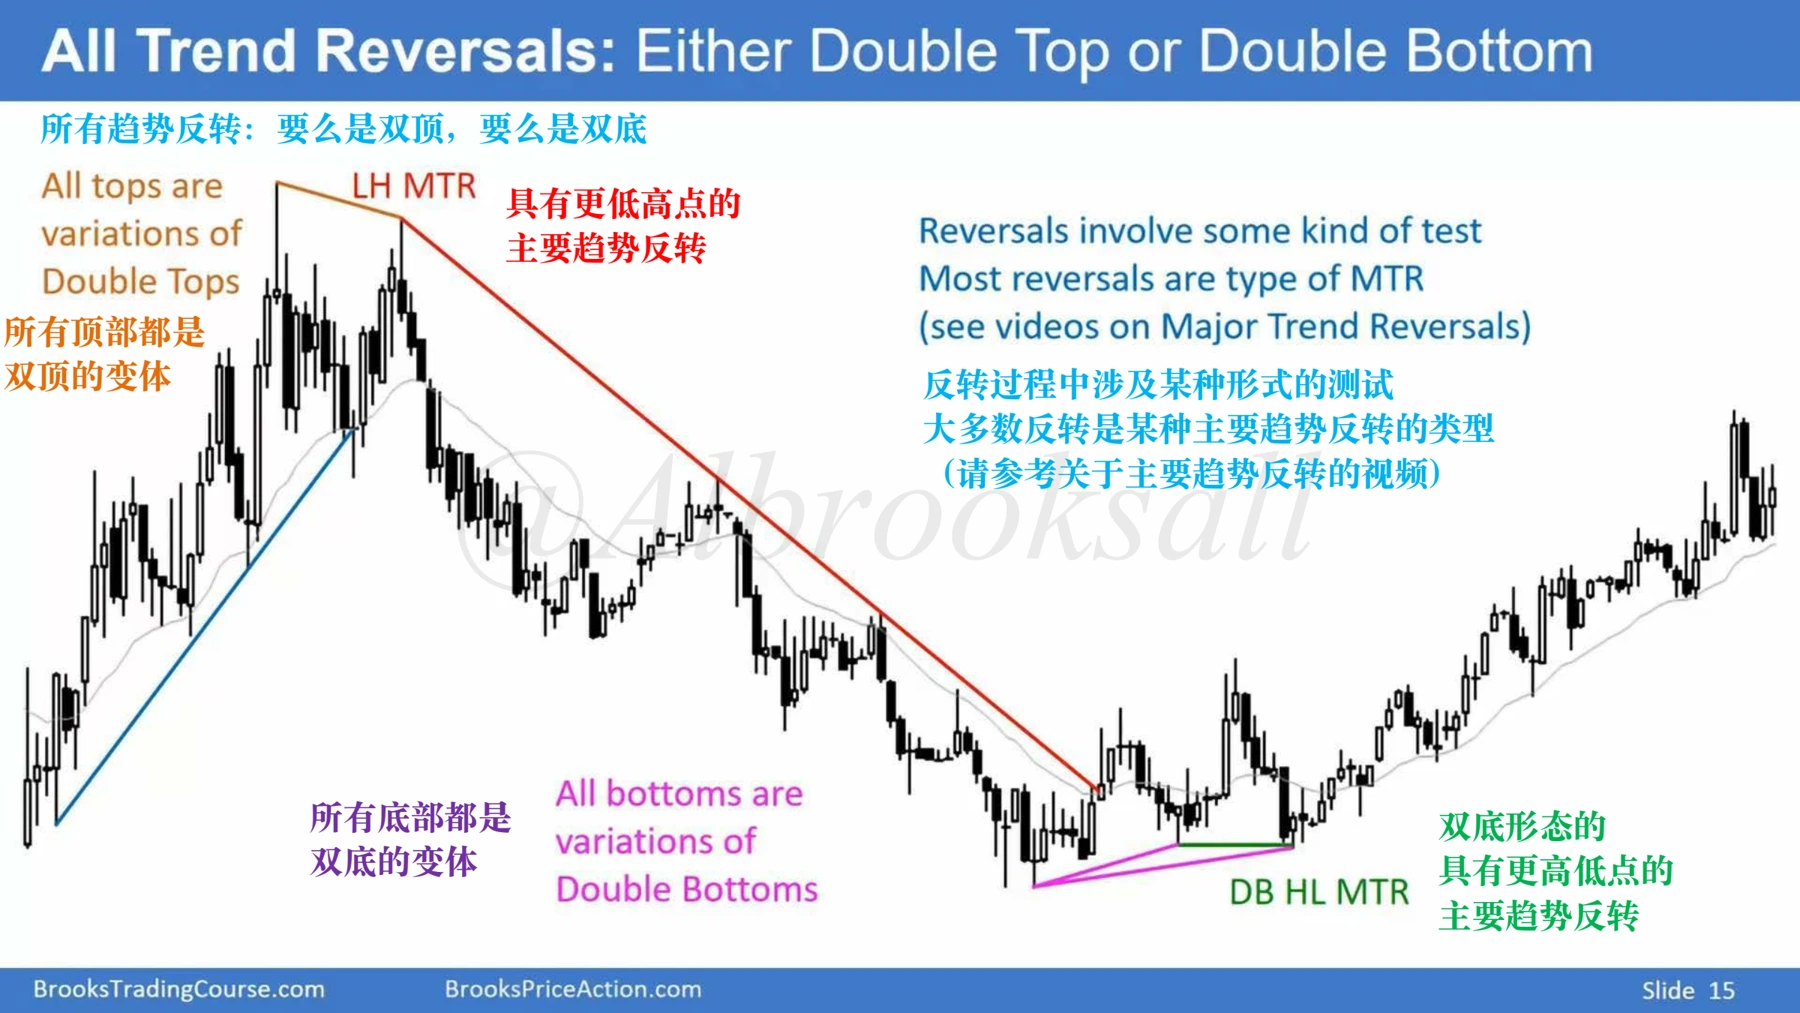 All Trend Reversals: Either Double Top or Double Bottom
所有趋势反转：要么是双顶，要么是双底
All tops are
variations of
Double Tops
所有顶部都是
双顶的变体
LH MTR
具有更低高点的
主要趋势反转
Reversals involve some kind of test
Most reversals are type of MTR
(see videos on Major Trend Reversals)
反转过程中涉及某种形式的测试
大多数反转是某种主要趋势反转的类型
（请参考关于主要趋势反转的视频）
@Albrooksall
所有底部都是
双底的变体
All bottoms are
variations of
Double Bottoms
DB HL MTR
双底形态的
具有更高低点的
主要趋势反转
BrooksTradingCourse.com
BrooksPriceAction.com
Slide 15